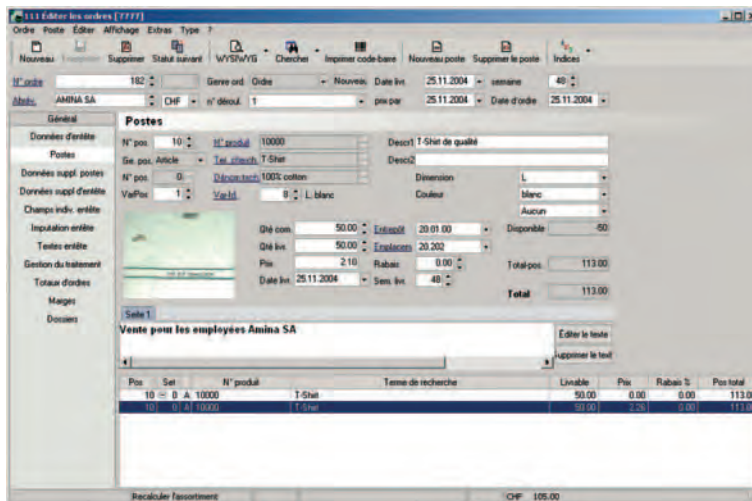 111 Éditer les ordres [7777]
Ordre Poste Éditer Affichage Extras Type ?
Nouveau Supprimer Statut suivant WYSIWYG Chercher Imprimer code-barre Nouveau poste Supprimer le poste Indices
N° ordre 182 Genre ord. Ordre Nouveau Date livr. 25.11.2004 semaine 48
Abrév. AMINA SA CHF n° déroul. 1 prix par 25.11.2004 Date d'ordre 25.11.2004
Général
Données d'entête
Postes
Données suppl. postes
Données suppl d'entête
Champs indiv. entête
Imputation entête
Textes entête
Gestion du traitement
Totaux d'ordres
Marges
Dossiers
Postes
N° pos. 10 N° produit 10000 Descr1 T-Shirt de qualité
Ge. pos. Article T-Shirt Descr2
N° pos. 0 100% cotton Dimension L
VarPos 1 Var-Id. 8 L. blanc Couleur blanc
Aucun
Qté com. 50.00 Entrepôt 20.01.00 Disponible -50
Qté livr. 50.00 Emplacem. 20.202
Prix 2.10 Rabais 0.00 Total-pos. 113.00
Date livr. 25.11.2004 Sem. livr. 48
Total 113.00
Seite 1
Vente pour les employées Amina SA
Éditer le texte
Supprimer le text
Pos Set N° produit Terme de recherche Livrable Prix Rabais % Pos total
10 0 A 10000 T-Shirt 50.00 0.00 0.00 113.0
10 0 A 10000 T-Shirt 50.00 2.26 0.00 113.0
Recalculer l'assortiment CHF 105.00